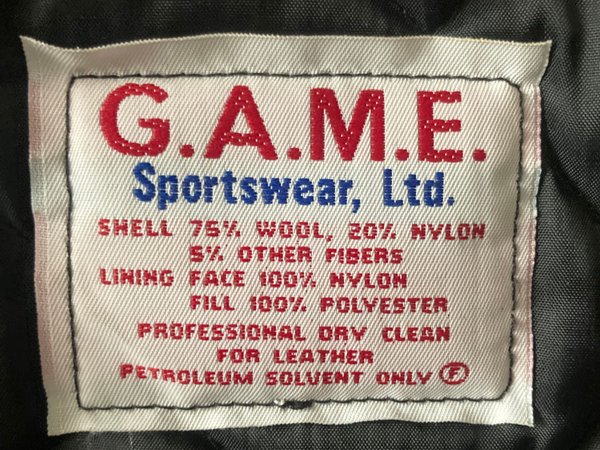 G.A.M.E.
Sportswear, Ltd.
SHELL 75% WOOL, 20% NYLON
5% OTHER FIBERS
LINING FACE 100% NYLON
FILL 100% POLYESTER
PROFESSIONAL DRY CLEAN
FOR LEATHER
PETROLEUM SOLVENT ONLY Ⓕ